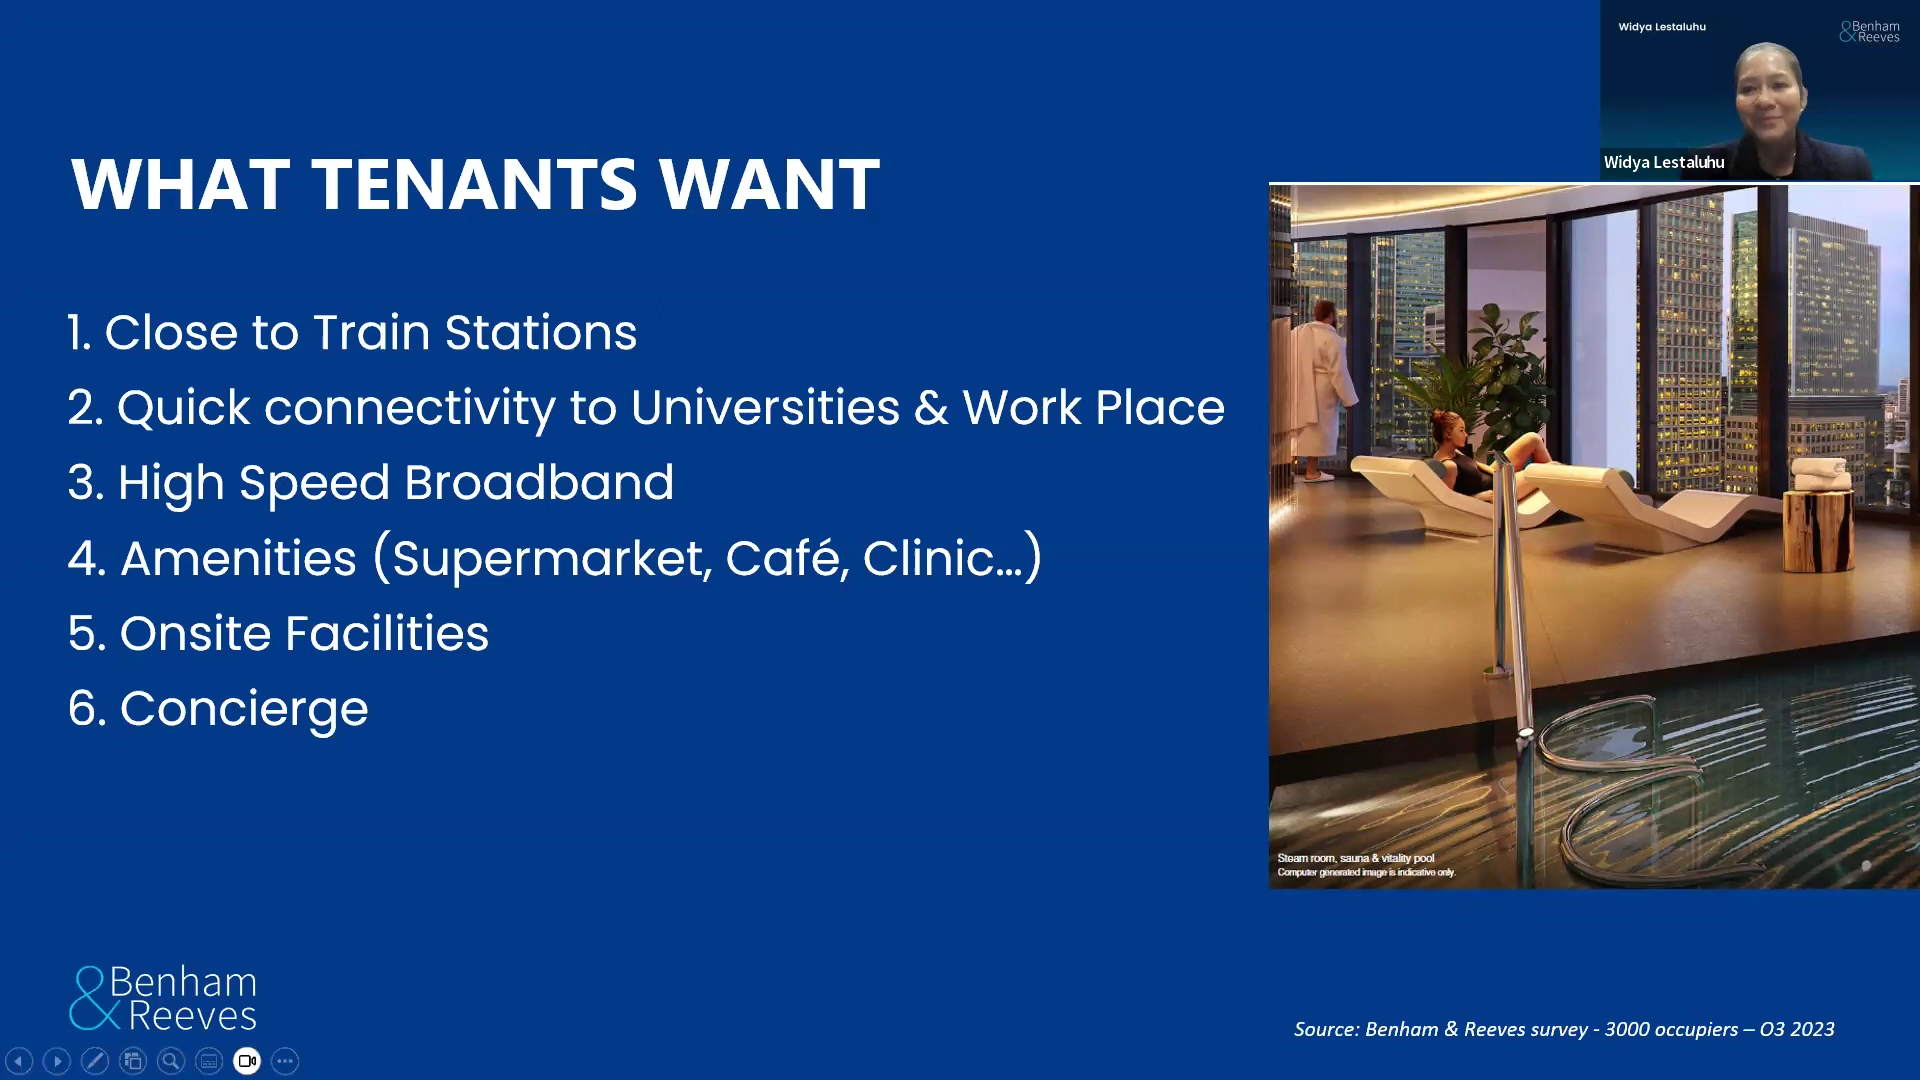 Widya Lestaluhu
&Benham
Reeves
Widya Lestaluhu
WHAT TENANTS WANT
1. Close to Train Stations
2. Quick connectivity to Universities & Work Place
3. High Speed Broadband
4. Amenities (Supermarket, Café, Clinic...)
5. Onsite Facilities
6. Concierge
Steam room, sauna & vitality pool
Computer generated image is indicative only.
&Benham
Reeves
Source: Benham & Reeves survey - 3000 occupiers – O3 2023